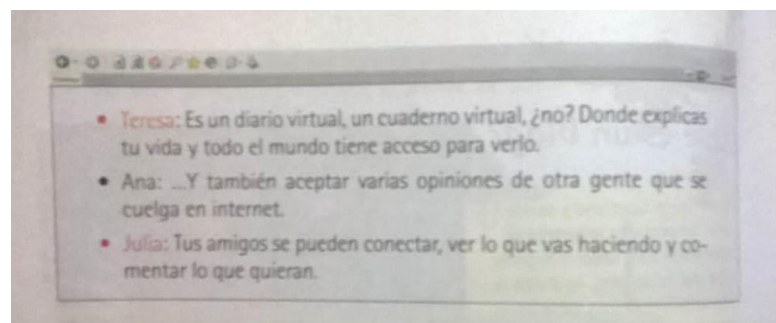 • Teresa: Es un diario virtual, un cuaderno virtual, ¿no? Donde explicas
tu vida y todo el mundo tiene acceso para verlo.
• Ana: ...Y también aceptar varias opiniones de otra gente que se
cuelga en internet.
• Julia: Tus amigos se pueden conectar, ver lo que vas haciendo y co-
mentar lo que quieran.